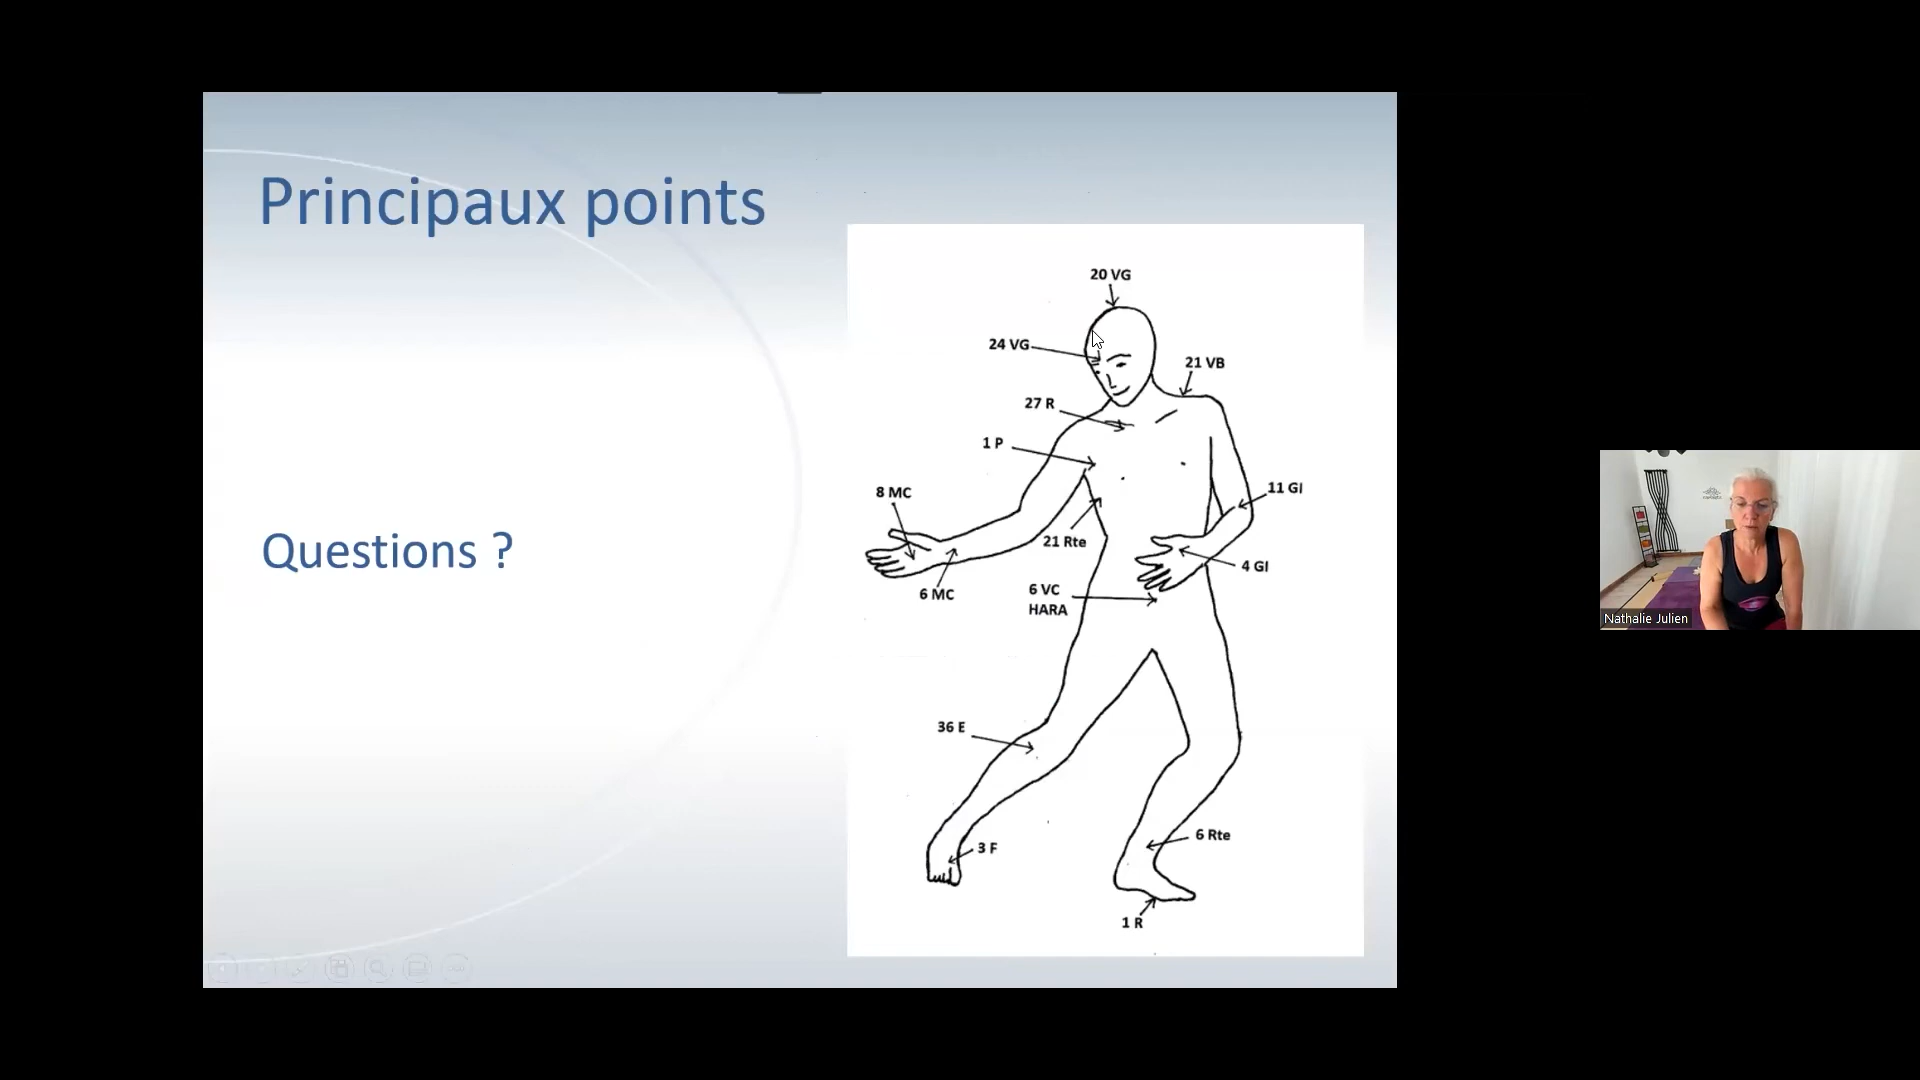 Principaux points
Questions ?
20 VG
24 VG
21 VB
27 R
1 P
8 MC
11 GI
21 Rte
4 GI
6 MC
6 VC
HARA
36 E
6 Rte
3 F
1 R
Nathalie Julien